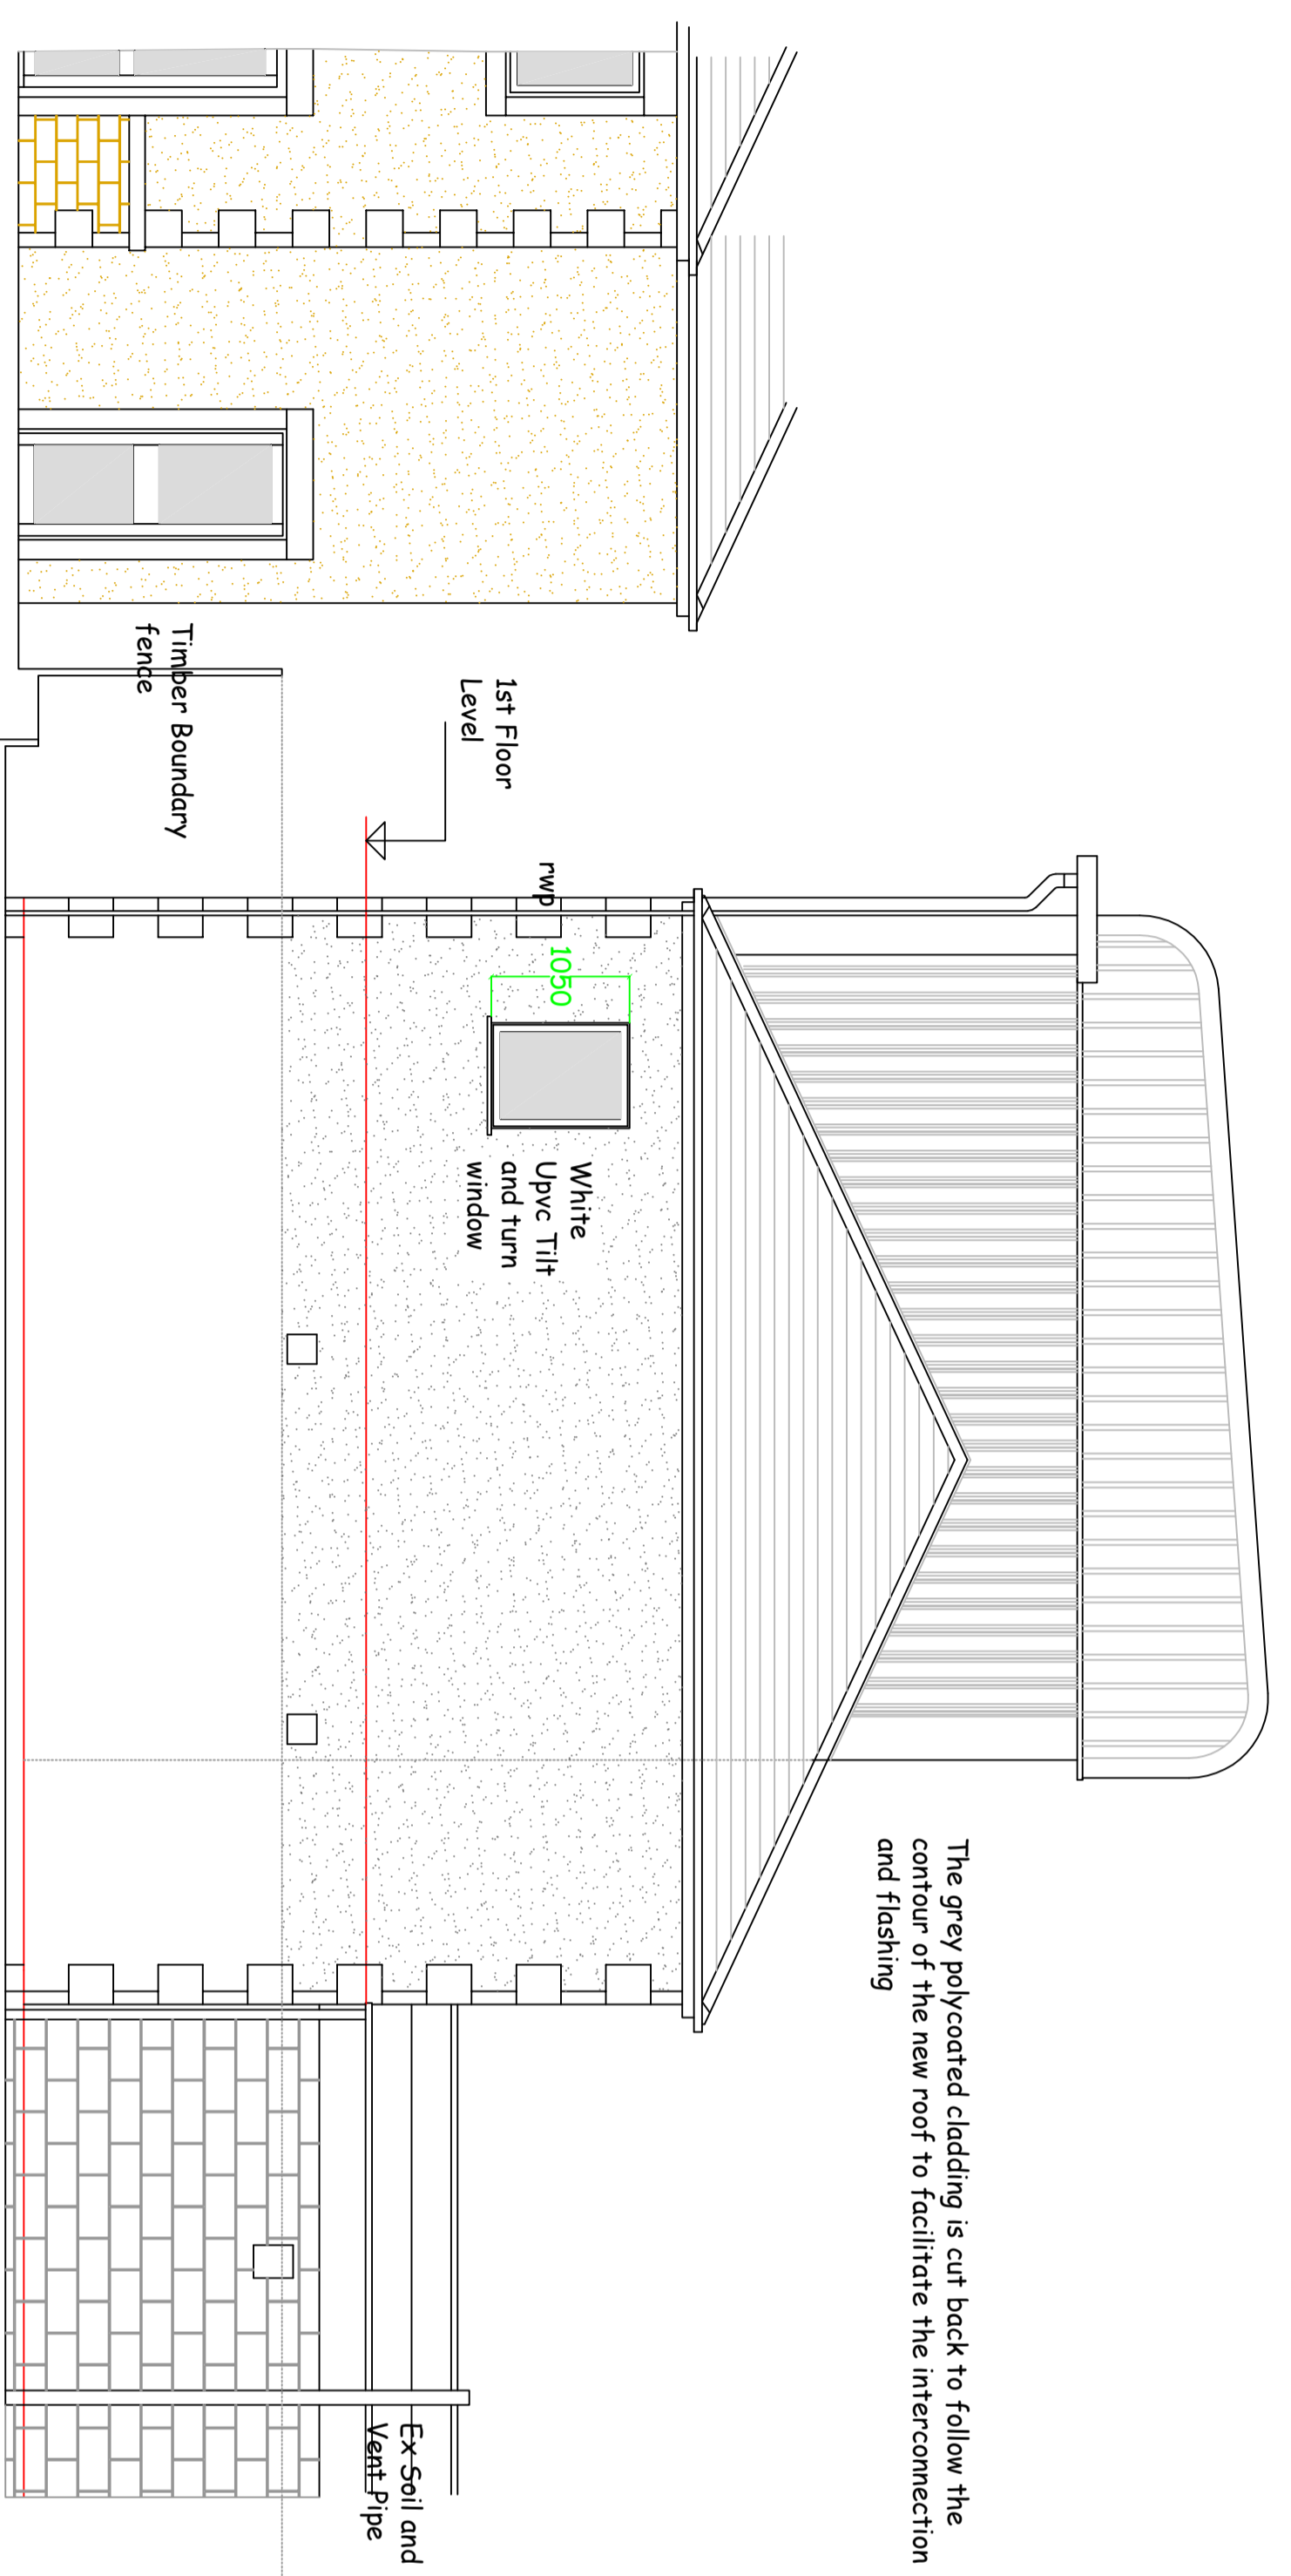 The grey polycoated cladding is cut back to follow the
contour of the new roof to facilitate the interconnection
and flashing
White
Upvc Tilt
and turn
window
1050
rwp
1st Floor
Level
Ex Soil and
Vent Pipe
Timber Boundary
fence